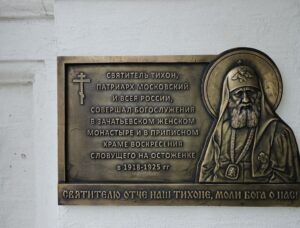 СВЯТИТЕЛЬ ТИХОН,
ПАТРИАРХ МОСКОВСКИЙ
И ВСЕЯ РОССИИ,
СОВЕРШАЛ БОГОСЛУЖЕНИЯ
В ЗАЧАТЬЕВСКОМ ЖЕНСКОМ
МОНАСТЫРЕ И В ПРИПИСНОМ
ХРАМЕ ВОСКРЕСЕНИЯ
СЛОВУЩЕГО НА ОСТОЖЕНКЕ
в 1918-1925 гг
СВЯТИТЕЛЮ ОТЧЕ НАШ ТИХОНЕ, МОЛИ БОГА О НАС